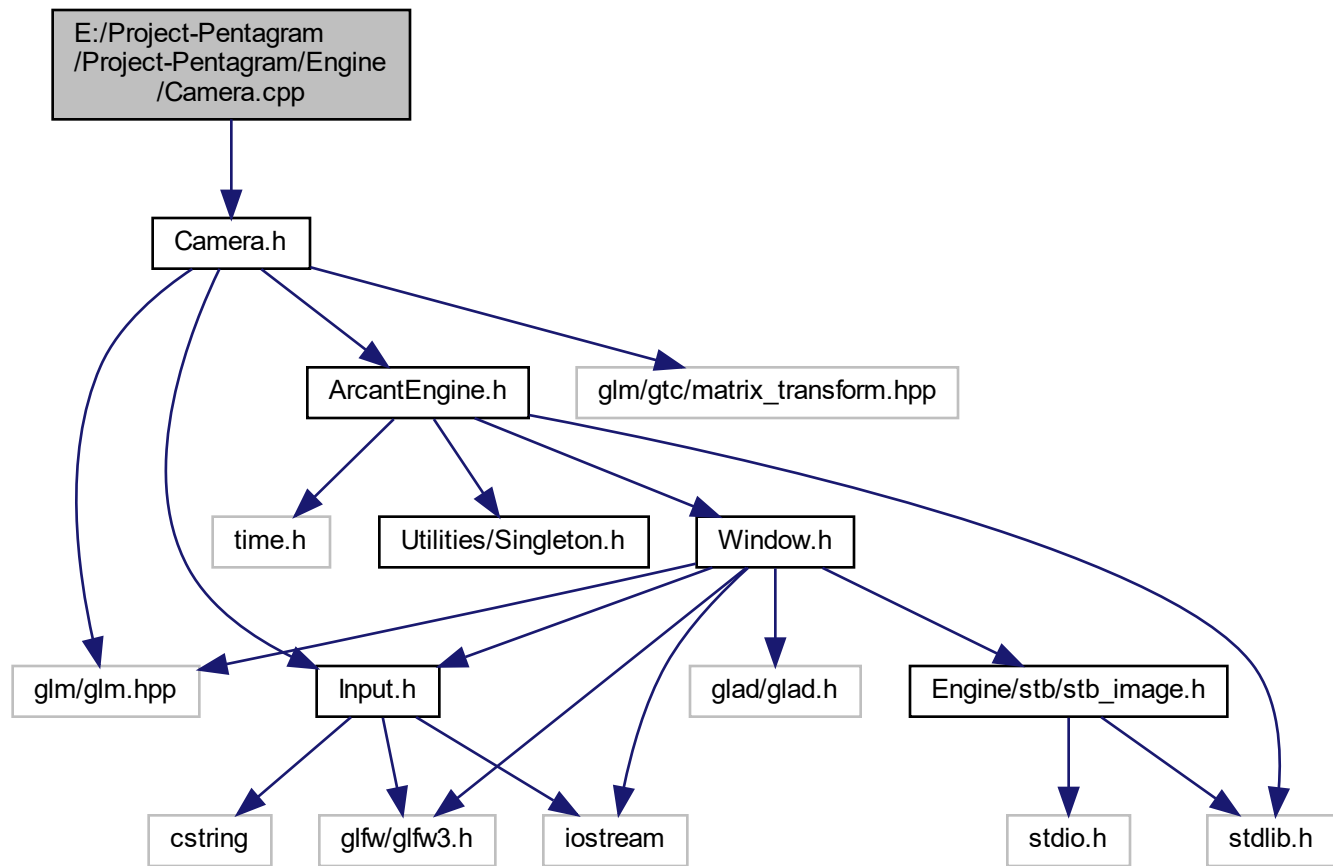 E:/Project-Pentagram
/Project-Pentagram/Engine
/Camera.cpp
Camera.h
ArcantEngine.h
glm/gtc/matrix_transform.hpp
time.h
Utilities/Singleton.h
Window.h
glm/glm.hpp
Input.h
glad/glad.h
Engine/stb/stb_image.h
cstring
glfw/glfw3.h
iostream
stdio.h
stdlib.h